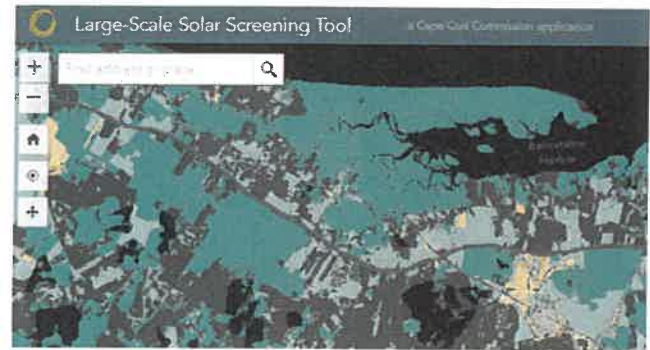 Large-Scale Solar Screening Tool
a Cape Cod Commission application
Find address or place
Barnstable
Harbor